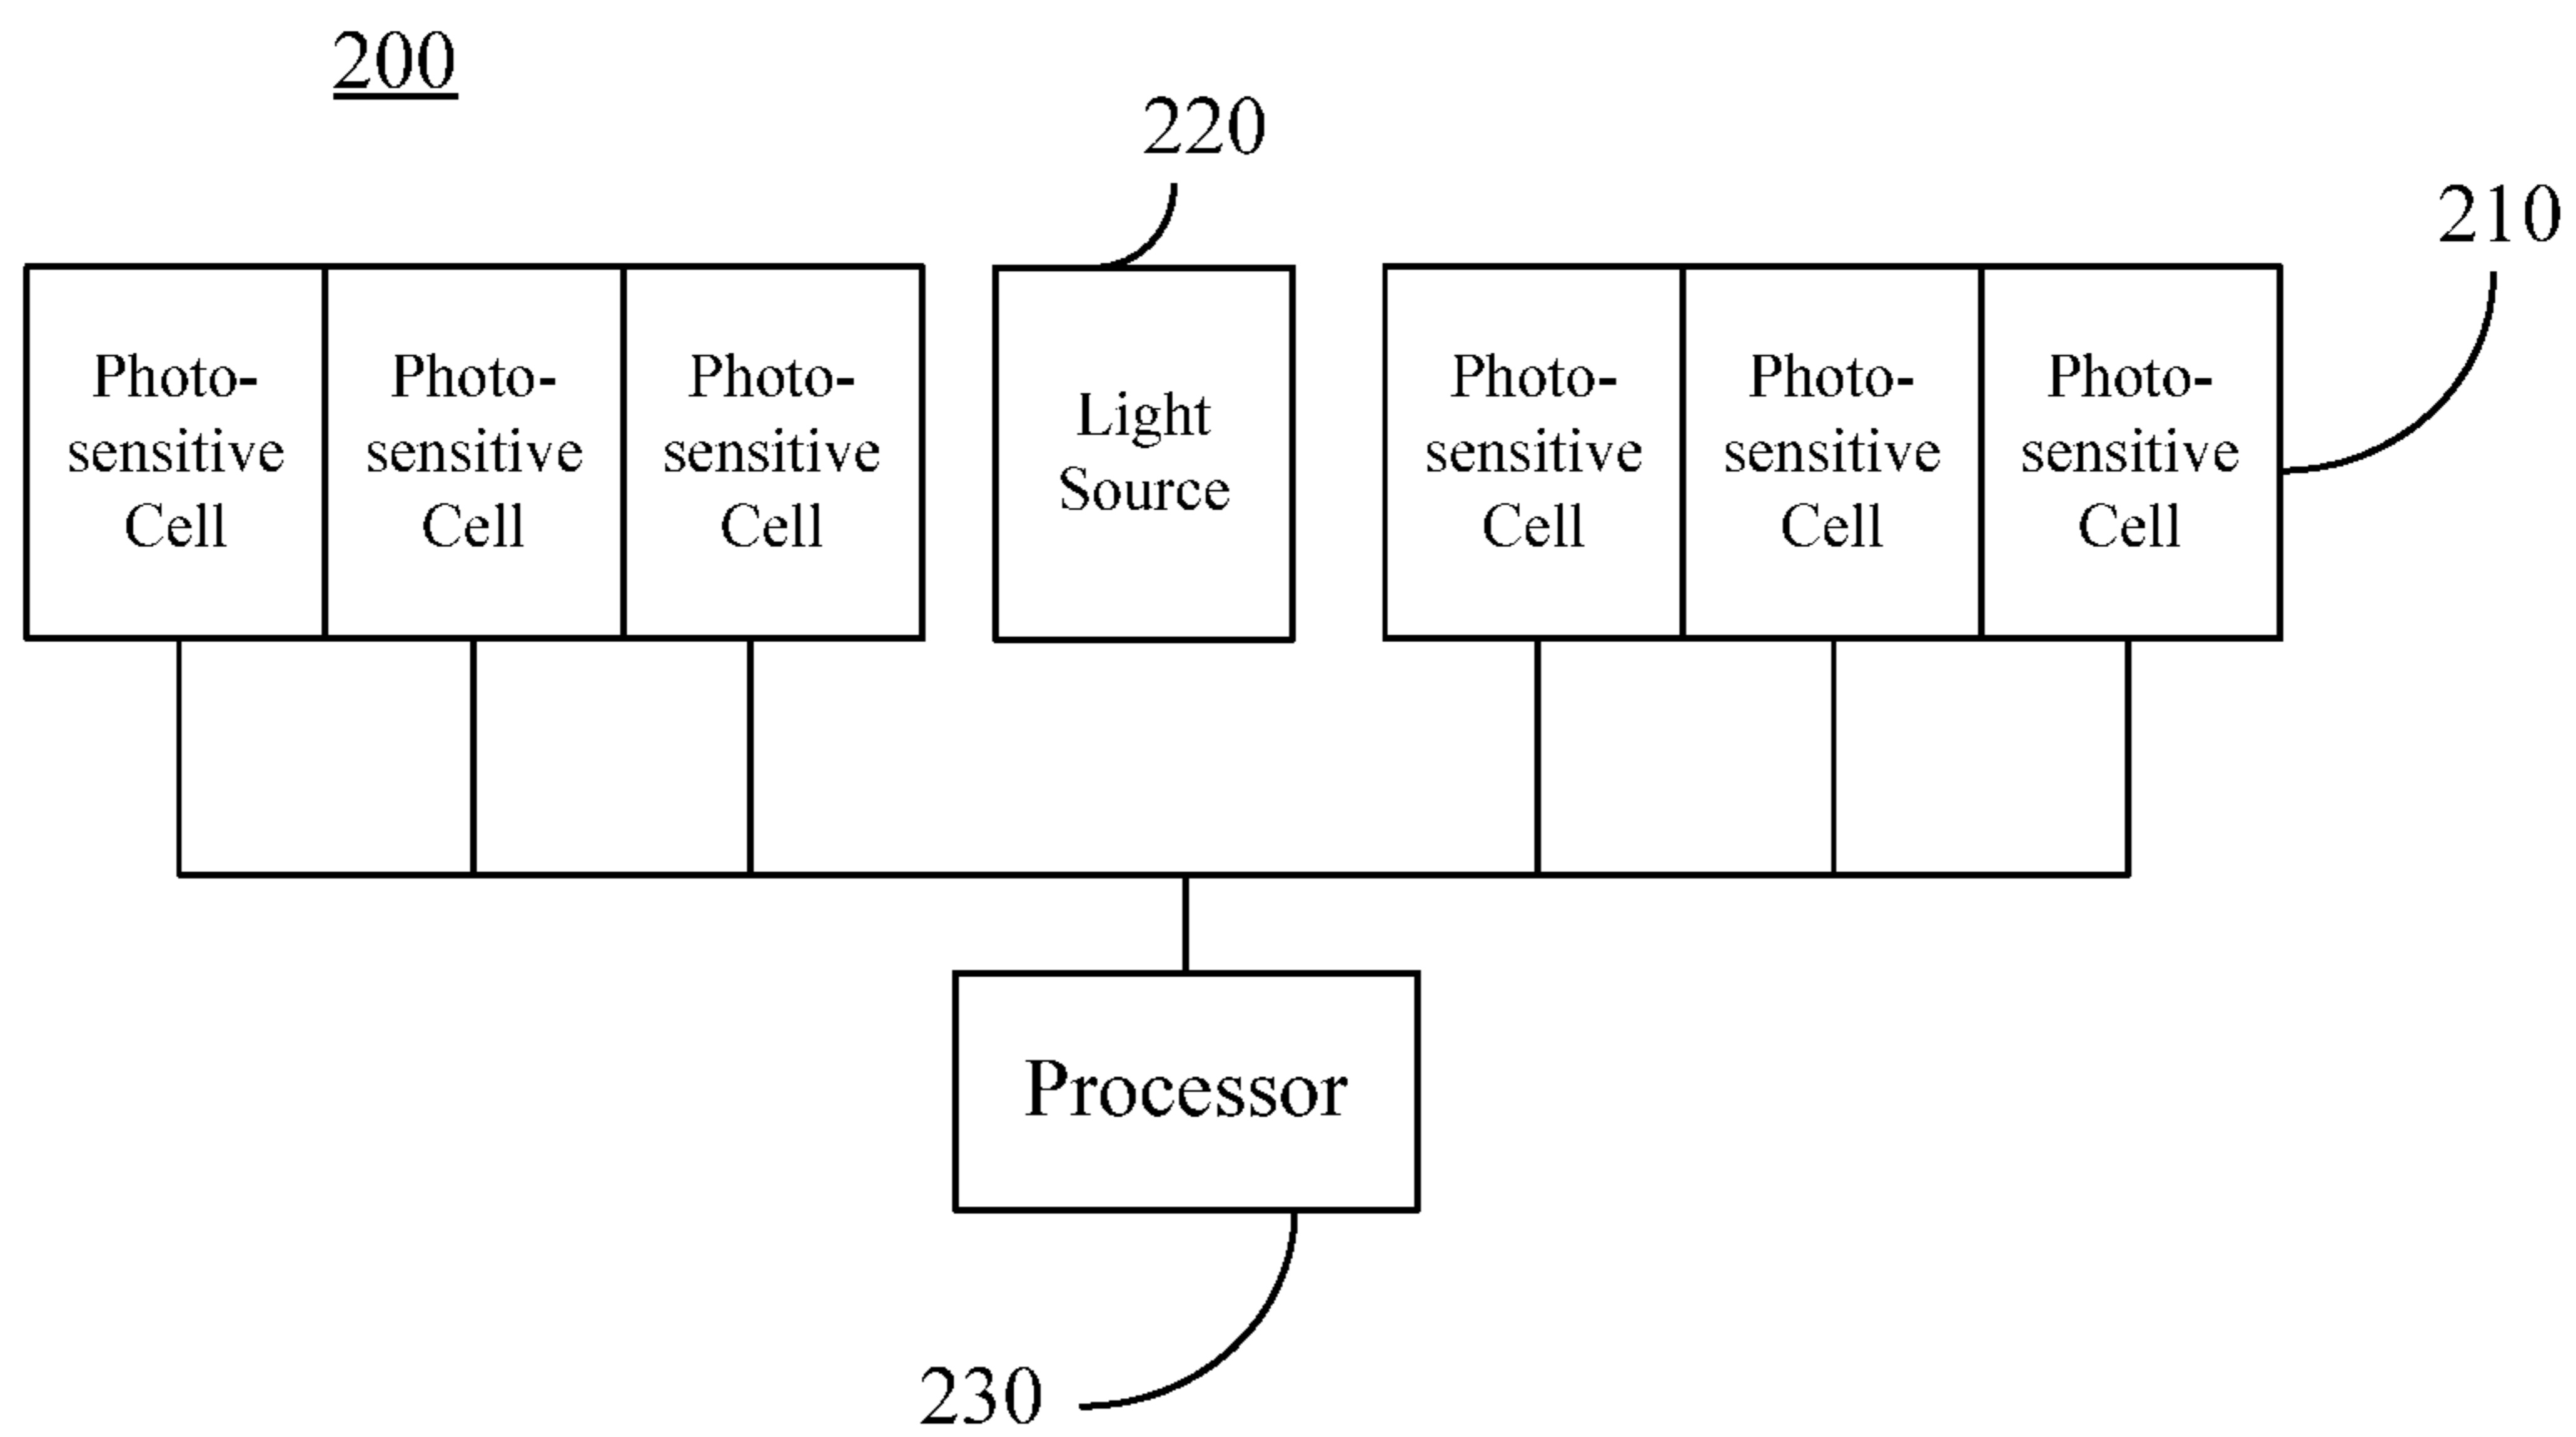 200
220
210
Photo-
sensitive
Cell
Photo-
sensitive
Cell
Photo-
sensitive
Cell
Light
Source
Photo-
sensitive
Cell
Photo-
sensitive
Cell
Photo-
sensitive
Cell
Processor
230